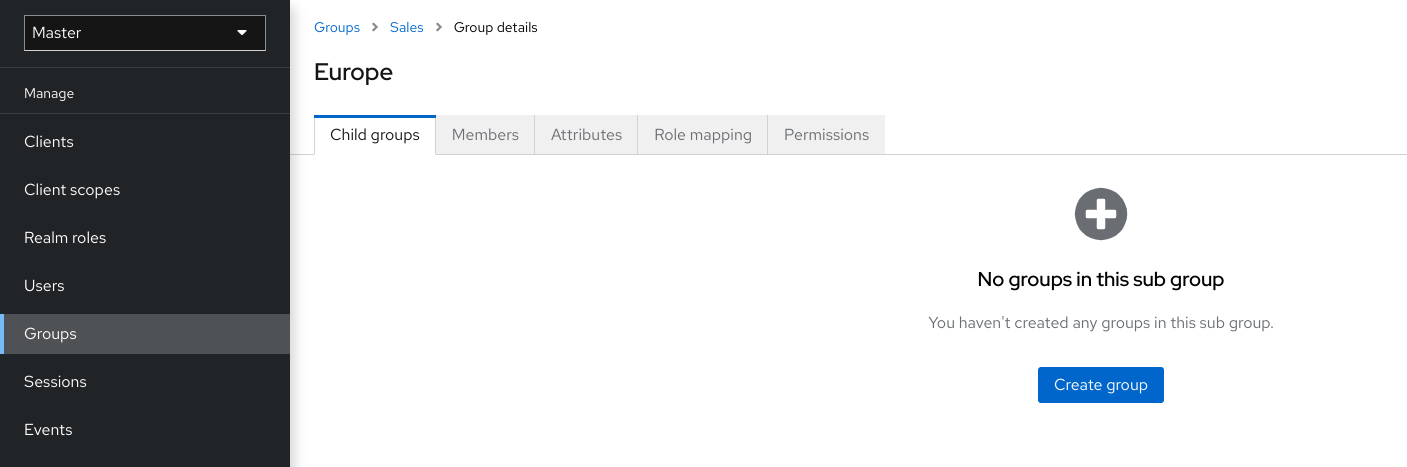 Master
Manage
Clients
Client scopes
Realm roles
Users
Groups
Sessions
Events
Groups Sales Group details
Europe
Child groups Members Attributes Role mapping Permissions
No groups in this sub group
You haven't created any groups in this sub group.
Create group